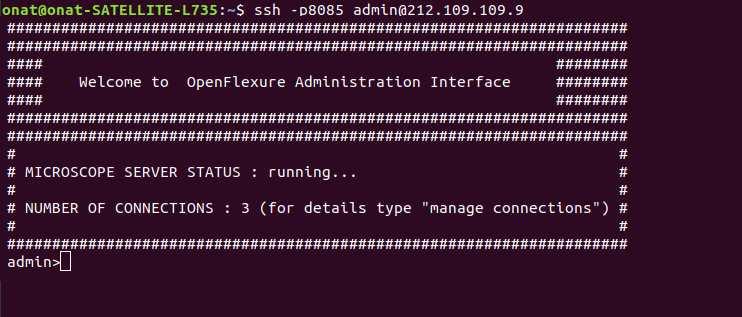 onat@onat-SATELLITE-L735:~$ ssh -p8085 admin@212.109.109.9
#####################################################################
#####################################################################
####                                                         ########
####    Welcome to  OpenFlexure Administration Interface     ########
####                                                         ########
#####################################################################
#####################################################################
#                                                                   #
# MICROSCOPE SERVER STATUS : running...                             #
#                                                                   #
# NUMBER OF CONNECTIONS : 3 (for details type "manage connections") #
#                                                                   #
#####################################################################
admin>